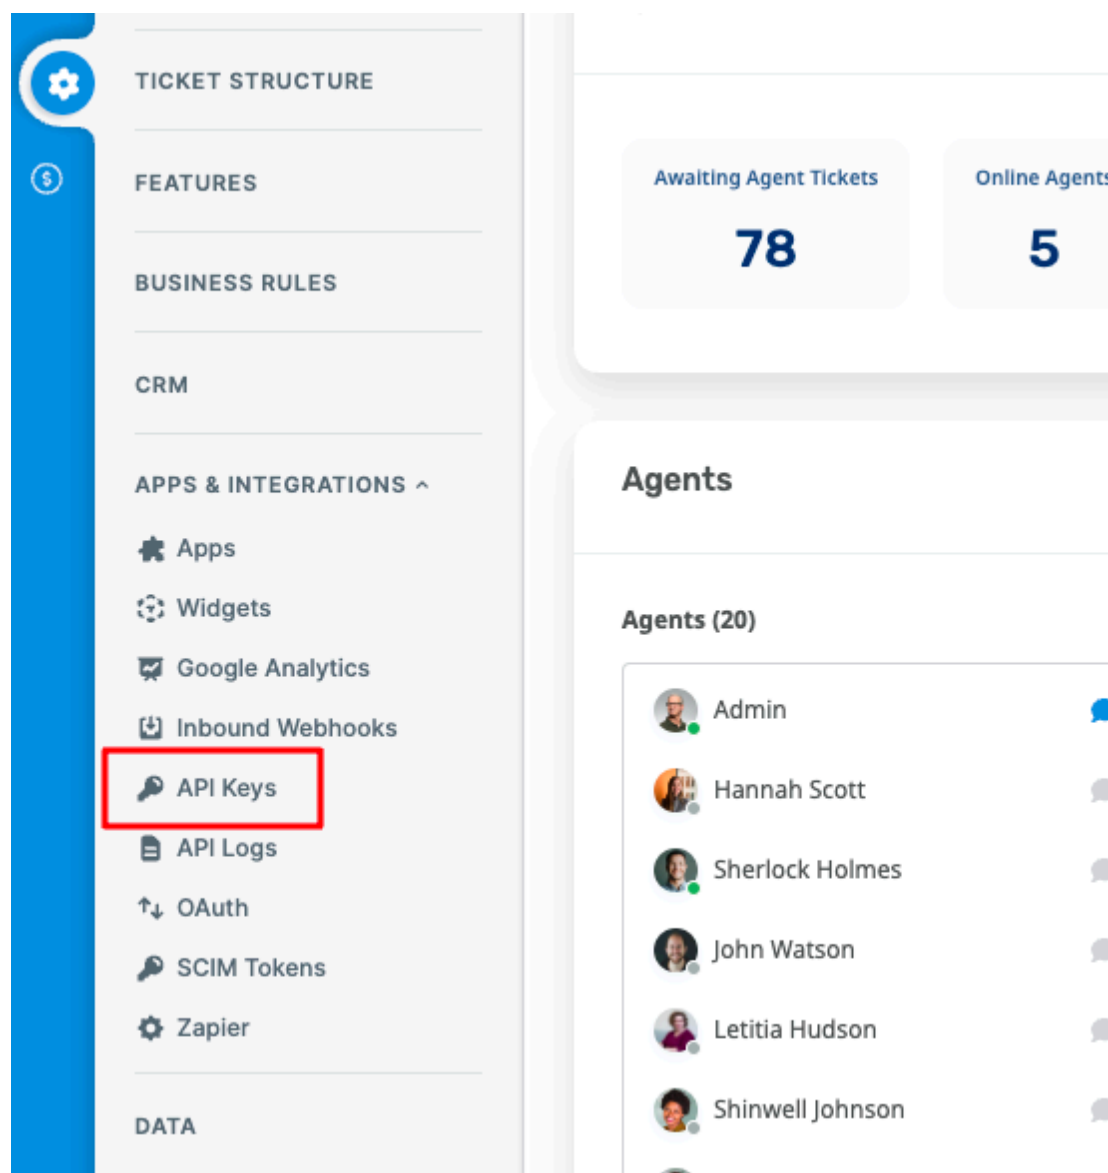 TICKET STRUCTURE
FEATURES
BUSINESS RULES
CRM
APPS & INTEGRATIONS
Apps
Widgets
Google Analytics
Inbound Webhooks
API Keys
API Logs
OAuth
SCIM Tokens
Zapier
DATA
Awaiting Agent Tickets
78
Online Agents
5
Agents
Agents (20)
Admin
Hannah Scott
Sherlock Holmes
John Watson
Letitia Hudson
Shinwell Johnson